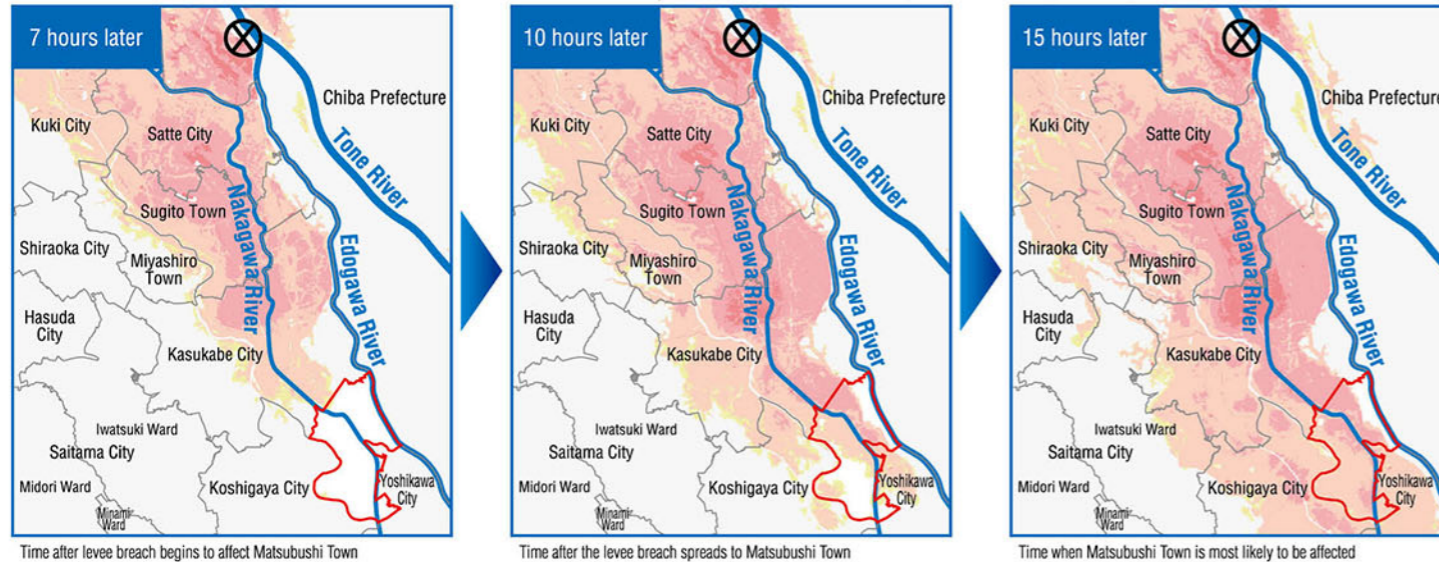 7 hours later
Chiba Prefecture
Kuki City
Satte City
Tone River
Sugito Town
Nakagawa River
Shiraoka City
Miyashiro
Town
Edogawa River
Hasuda
City
Kasukabe City
Iwatsuki Ward
Saitama City
Midori Ward
Koshigaya City
Yoshikawa
City
Minami
Ward
Time after levee breach begins to affect Matsubushi Town
10 hours later
Chiba Prefecture
Kuki City
Satte City
Tone River
Sugito Town
Nakagawa River
Shiraoka City
Miyashiro
Town
Edogawa River
Hasuda
City
Kasukabe City
Iwatsuki Ward
Saitama City
Midori Ward
Koshigaya City
Yoshikawa
City
Minami
Ward
Time after the levee breach spreads to Matsubushi Town
15 hours later
Chiba Prefecture
Kuki City
Satte City
Tone River
Sugito Town
Nakagawa River
Shiraoka City
Miyashiro
Town
Edogawa River
Hasuda
City
Kasukabe City
Iwatsuki Ward
Saitama City
Midori Ward
Koshigaya City
Yoshikawa
City
Minami
Ward
Time when Matsubushi Town is most likely to be affected